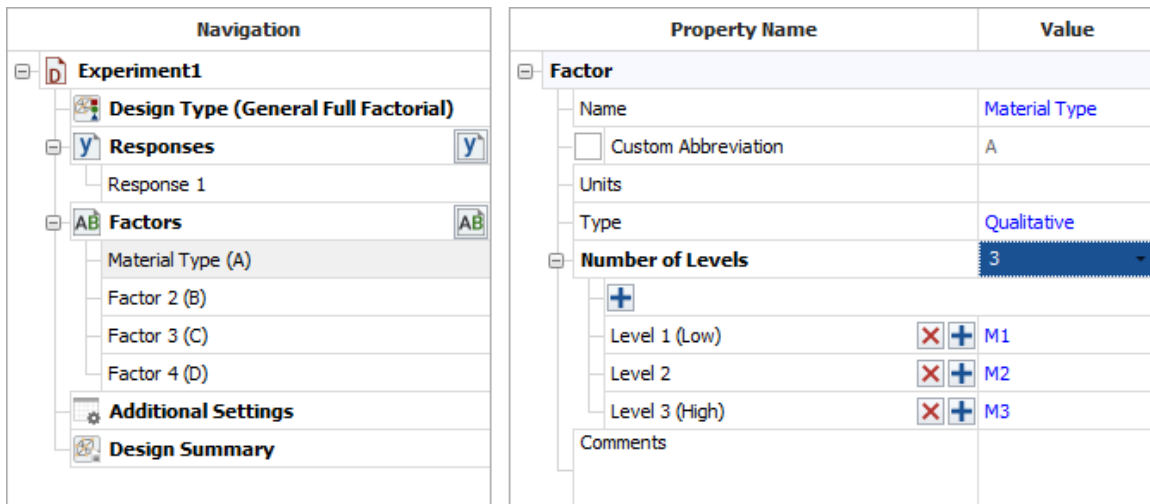 Navigation
Experiment1
Design Type (General Full Factorial)
Responses
Response 1
AB Factors AB
Material Type (A)
Factor 2 (B)
Factor 3 (C)
Factor 4 (D)
Additional Settings
Design Summary
Property Name Value
Factor
Name Material Type
Custom Abbreviation A
Units
Type Qualitative
Number of Levels 3
Level 1 (Low) M1
Level 2 M2
Level 3 (High) M3
Comments